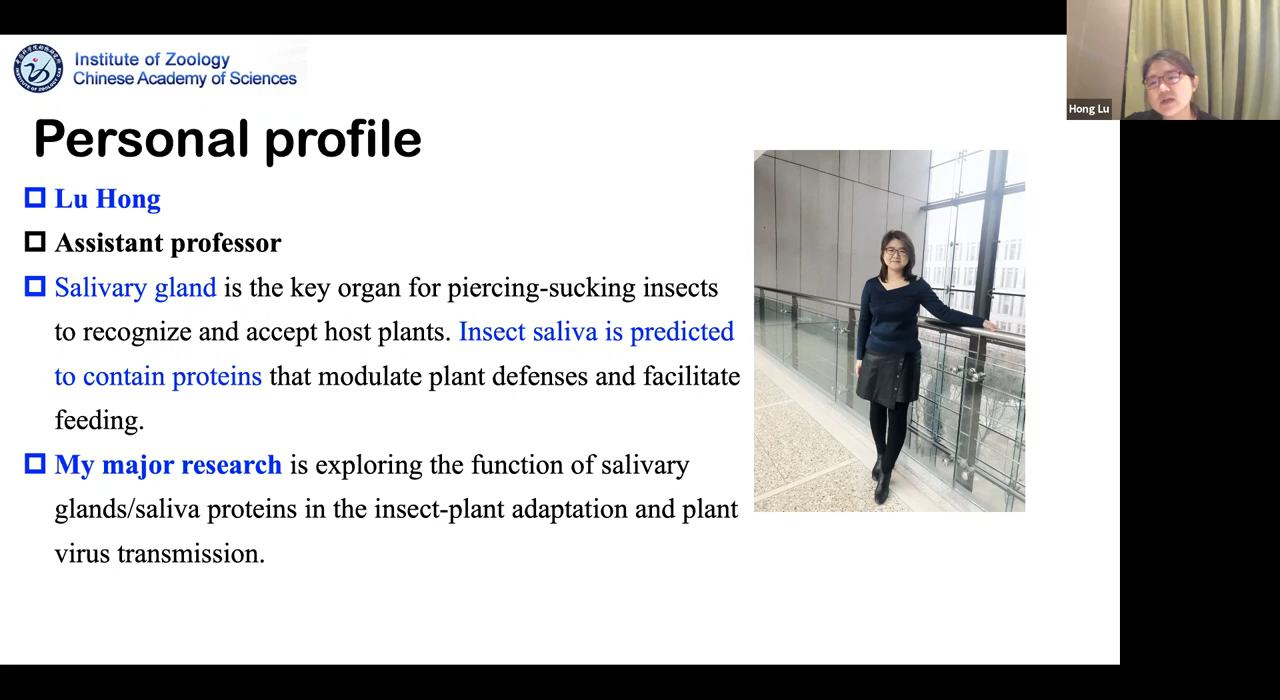 Institute of Zoology
Chinese Academy of Sciences
Hong Lu
Personal profile
Lu Hong
Assistant professor
Salivary gland is the key organ for piercing-sucking insects
to recognize and accept host plants. Insect saliva is predicted
to contain proteins that modulate plant defenses and facilitate
feeding.
My major research is exploring the function of salivary
glands/saliva proteins in the insect-plant adaptation and plant
virus transmission.